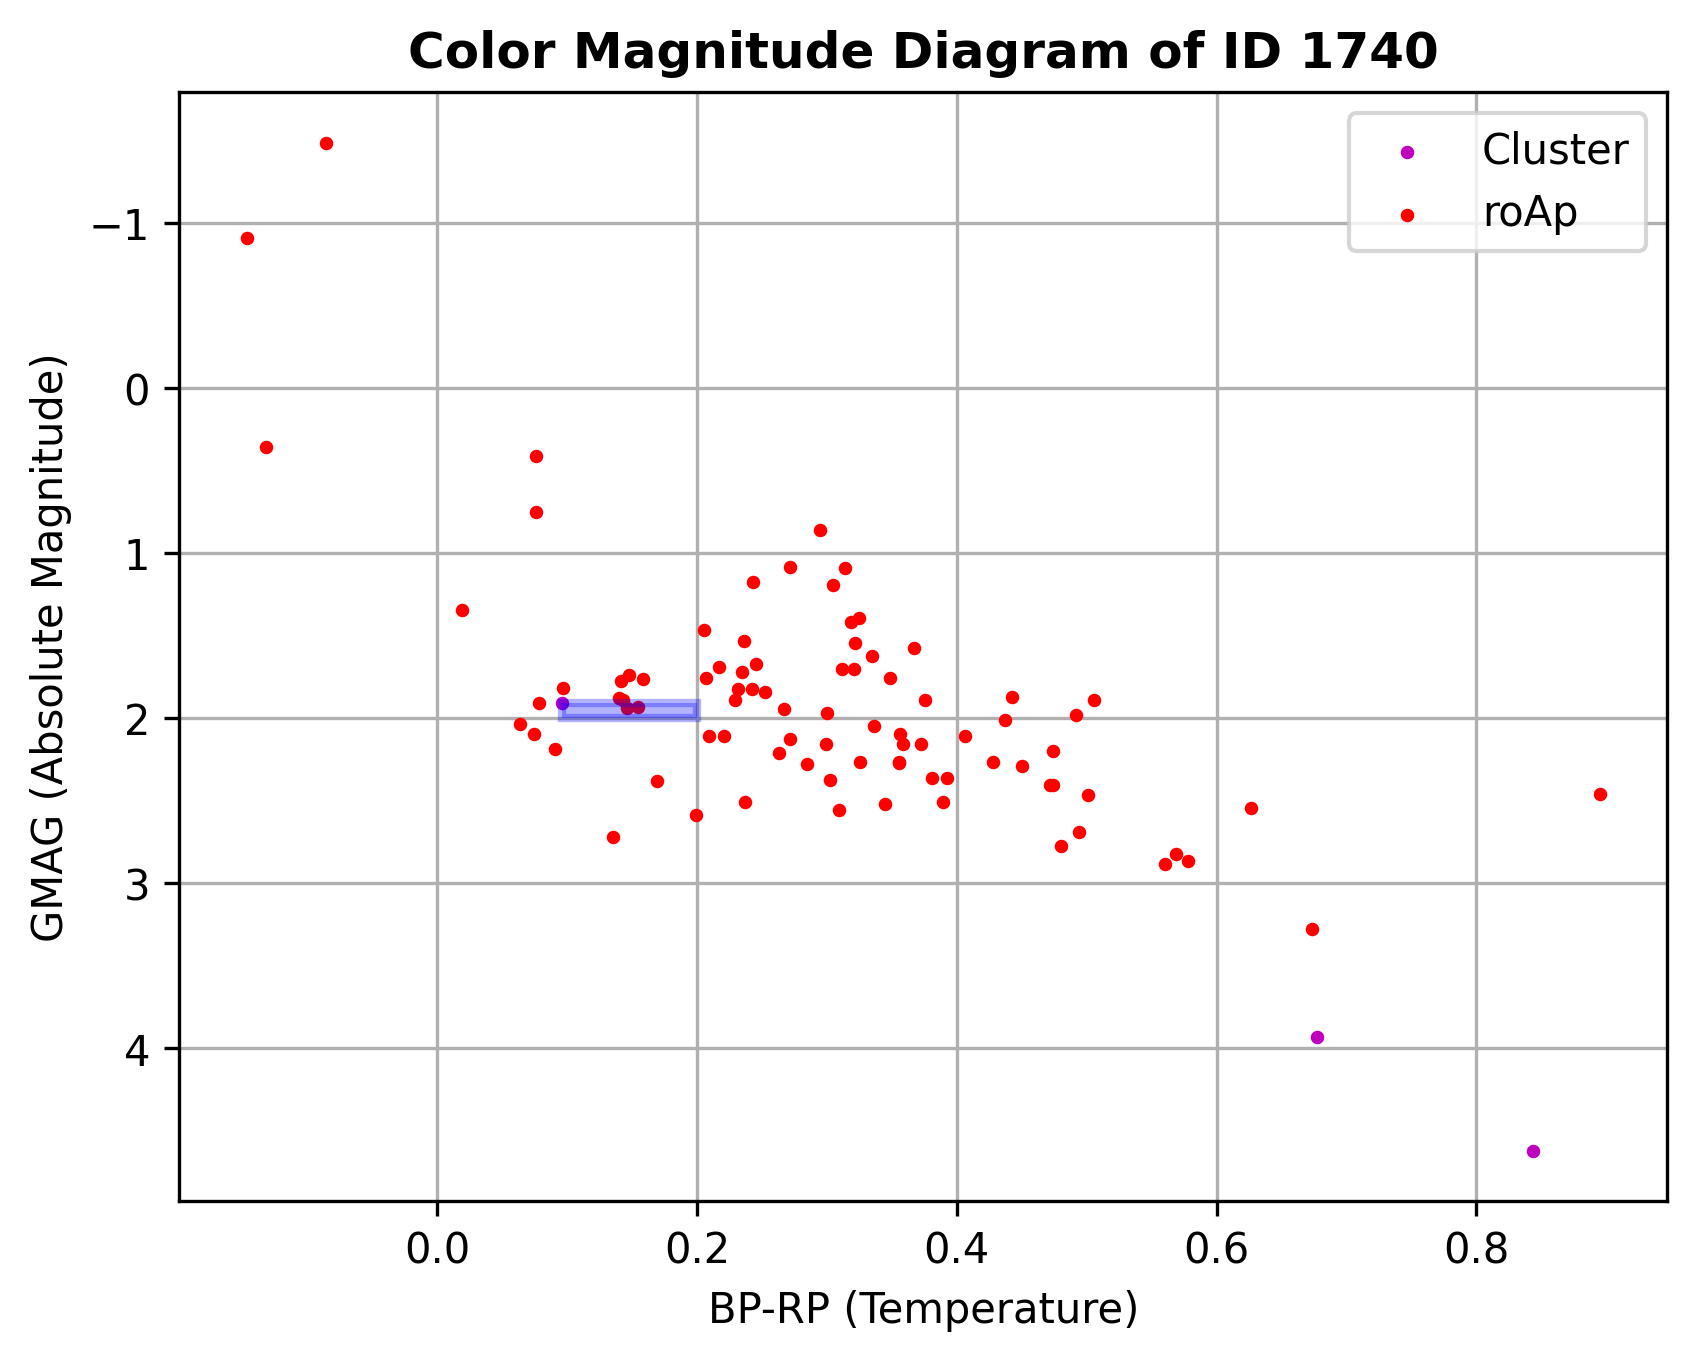 Color Magnitude Diagram of ID 1740
Cluster
roAp
−1
0
1
2
3
4
GMAG (Absolute Magnitude)
0.0 0.2 0.4 0.6 0.8
BP-RP (Temperature)